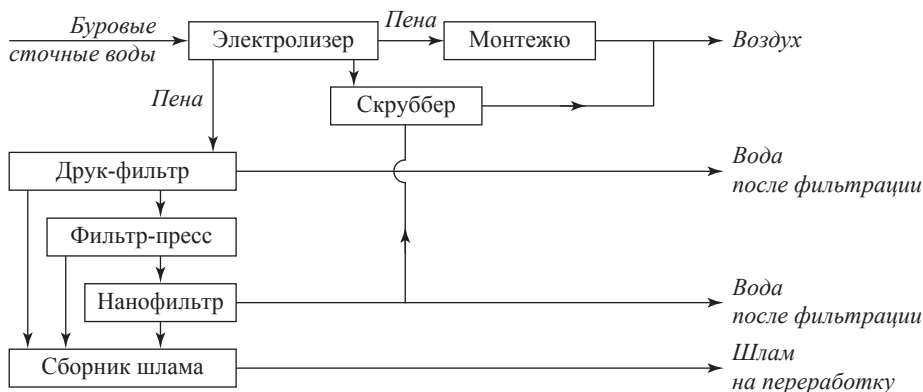 Буровые
сточные воды
Электролизер
Пена
Монтежю
Воздух
Пена
Скруббер
Друк-фильтр
Вода
после фильтрации
Фильтр-пресс
Нанофильтр
Вода
после фильтрации
Сборник шлама
Шлам
на переработку